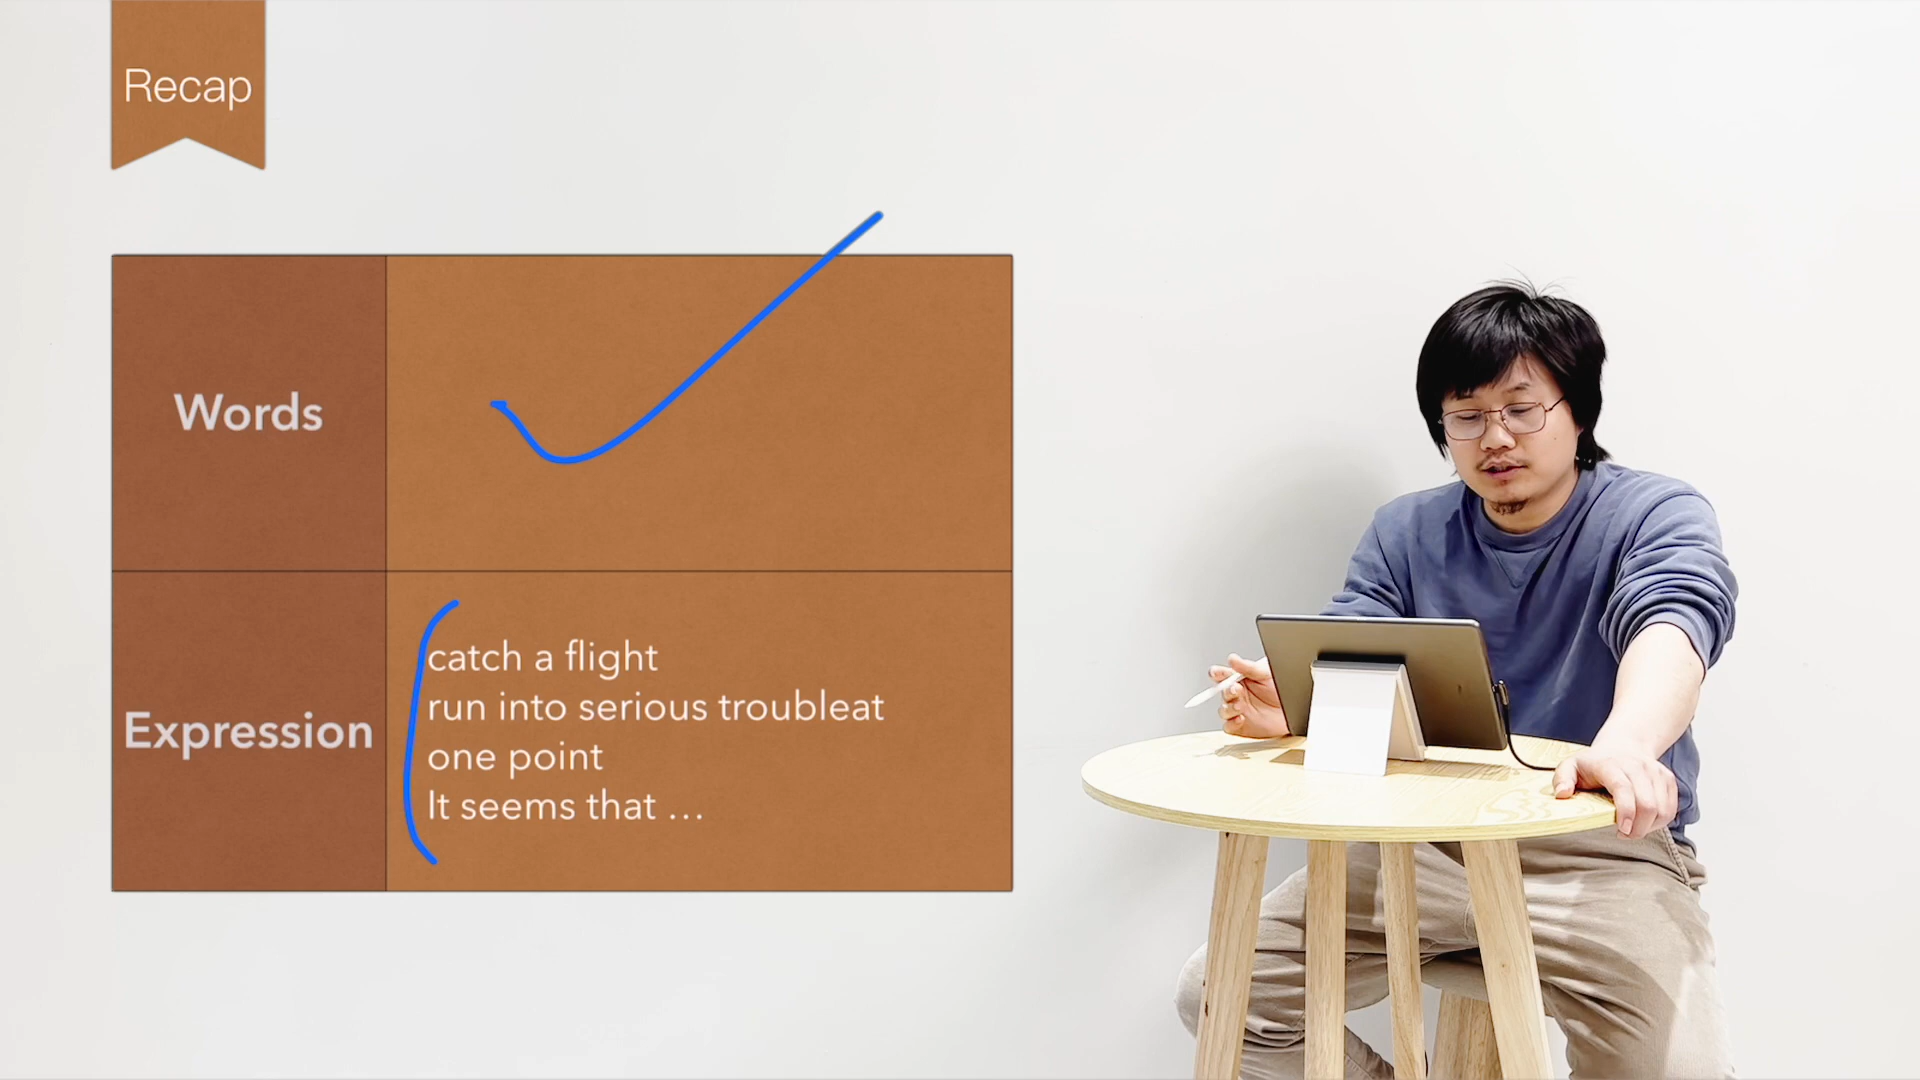 Recap
Words
Expression
catch a flight
run into serious troubleat
one point
It seems that …